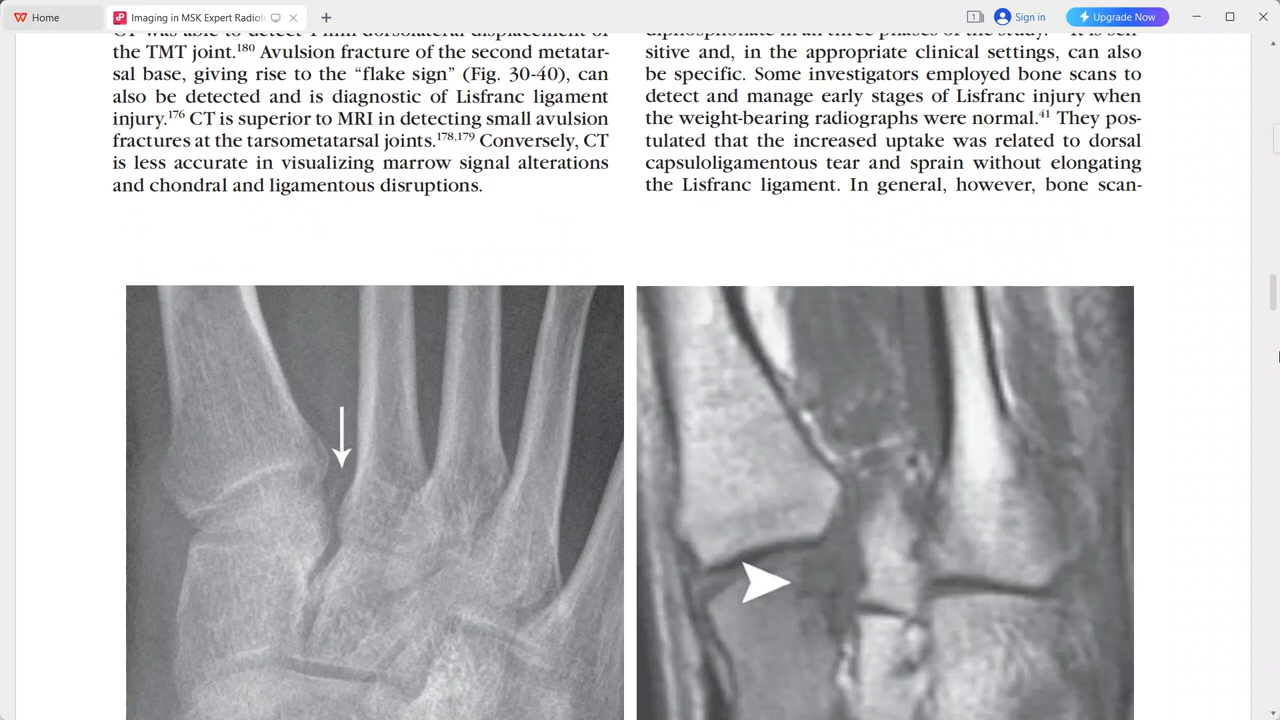 Home
Imaging in MSK Expert Radiol
1
Sign in
Upgrade Now
the TMT joint.180 Avulsion fracture of the second metatar-
sal base, giving rise to the “flake sign” (Fig. 30-40), can
also be detected and is diagnostic of Lisfranc ligament
injury.176 CT is superior to MRI in detecting small avulsion
fractures at the tarsometatarsal joints.178,179 Conversely, CT
is less accurate in visualizing marrow signal alterations
and chondral and ligamentous disruptions.
sitive and, in the appropriate clinical settings, can also
be specific. Some investigators employed bone scans to
detect and manage early stages of Lisfranc injury when
the weight-bearing radiographs were normal.41 They pos-
tulated that the increased uptake was related to dorsal
capsuloligamentous tear and sprain without elongating
the Lisfranc ligament. In general, however, bone scan-